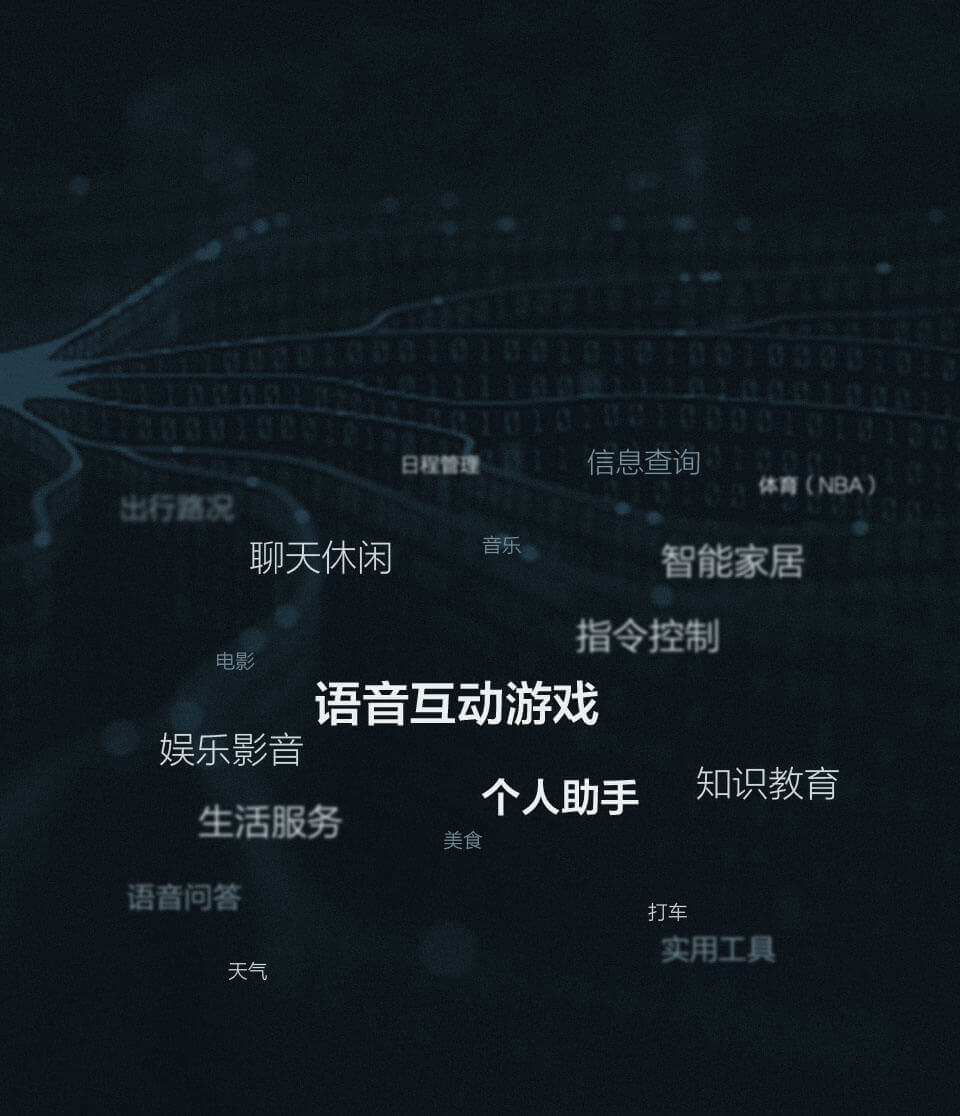 日程管理
信息查询
体育（NBA）
出行路况
聊天休闲
音乐
智能家居
指令控制
电影
语音互动游戏
娱乐影音
知识教育
个人助手
生活服务
美食
语音问答
打车
实用工具
天气